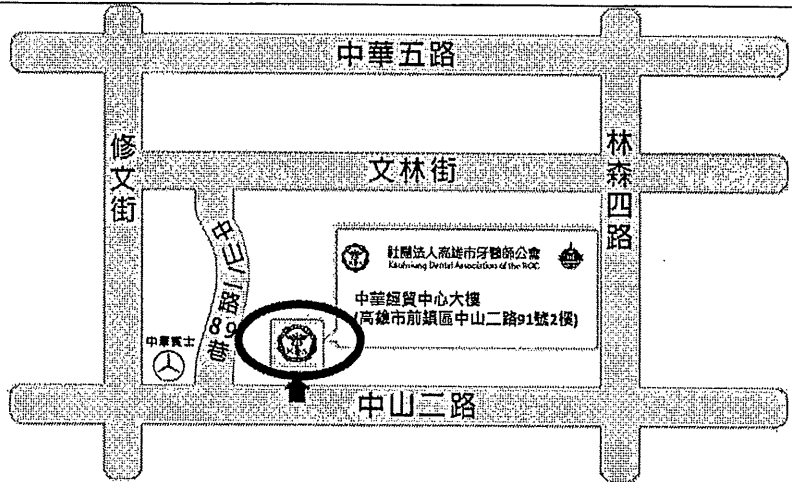 中華五路
修文街
文林街
林森四路
中山二路89巷
社團法人高雄市牙醫師公會
Kaohsiung Dental Association of the ROC
中華經貿中心大樓
(高雄市前鎮區中山二路91號2樓)
中華賓士
中山二路